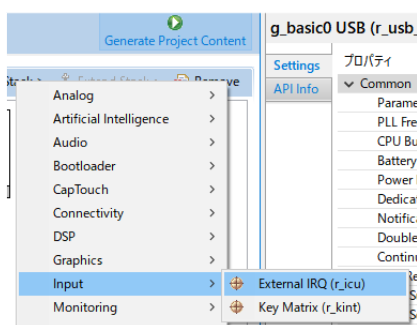 Generate Project Content
g_basic0 USB (r_usb_
Remove
Settings
プロパティ
API Info
Common
Analog
Artificial Intelligence
Audio
Bootloader
CapTouch
Connectivity
DSP
Graphics
Input
Monitoring
External IRQ (r_icu)
Key Matrix (r_kint)
Parame
PLL Fre
CPU Bu
Battery
Power
Dedica
Notific
Double
Continu